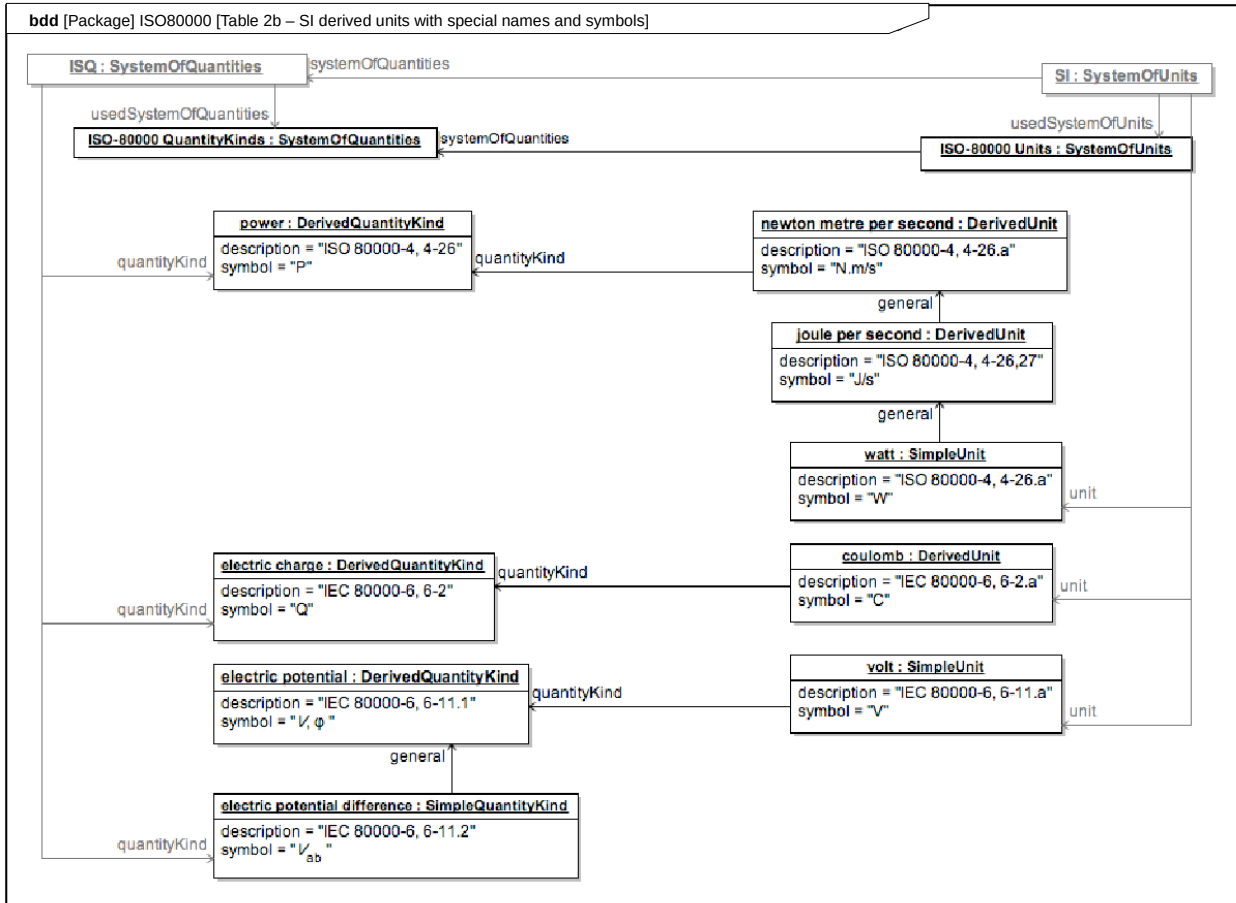 bdd [Package] ISO80000 [Table 2b – SI derived units with special names and symbols]
ISQ : SystemOfQuantities
systemOfQuantities
SI : SystemOfUnits
usedSystemOfQuantities
usedSystemOfUnits
ISO-80000 QuantityKinds : SystemOfQuantities
systemOfQuantities
ISO-80000 Units : SystemOfUnits
power : DerivedQuantityKind
description = "ISO 80000-4, 4-26"
symbol = "P"
quantityKind
quantityKind
newton metre per second : DerivedUnit
description = "ISO 80000-4, 4-26.a"
symbol = "N.m/s"
general
joule per second : DerivedUnit
description = "ISO 80000-4, 4-26,27"
symbol = "J/s"
general
watt : SimpleUnit
description = "ISO 80000-4, 4-26.a"
symbol = "W"
unit
electric charge : DerivedQuantityKind
description = "IEC 80000-6, 6-2"
symbol = "Q"
quantityKind
quantityKind
coulomb : DerivedUnit
description = "IEC 80000-6, 6-2.a"
symbol = "C"
unit
electric potential : DerivedQuantityKind
description = "IEC 80000-6, 6-11.1"
symbol = "V, φ "
quantityKind
volt : SimpleUnit
description = "IEC 80000-6, 6-11.a"
symbol = "V"
unit
general
electric potential difference : SimpleQuantityKind
description = "IEC 80000-6, 6-11.2"
symbol = "Vab "
quantityKind